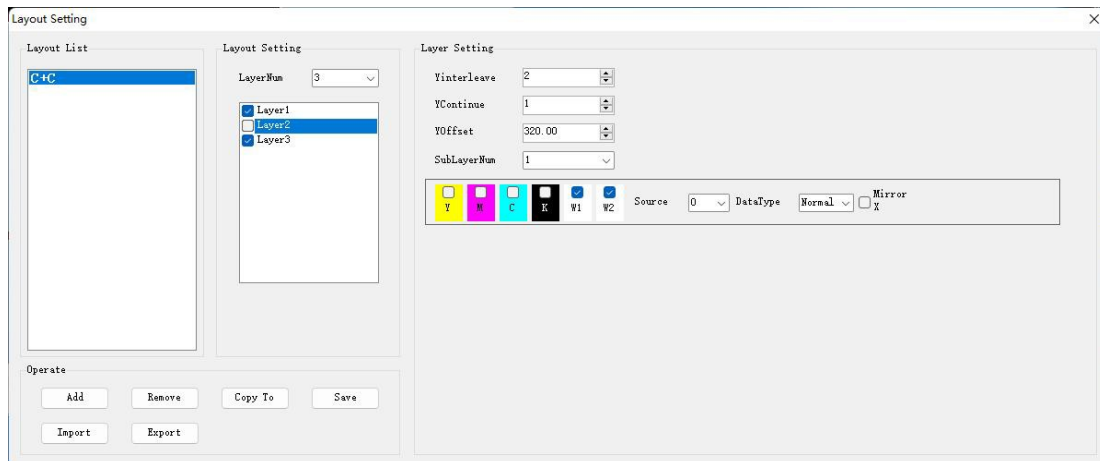 Layout Setting
Layout List
C+C
Layout Setting
LayerNum 3
Layer1
Layer2
Layer3
Layer Setting
Yinterleave 2
YContinue 1
YOffset 320.00
SubLayerNum 1
Y M C K W1 W2 Source 0 DataType Normal Mirror X
Operate
Add Remove Copy To Save
Import Export